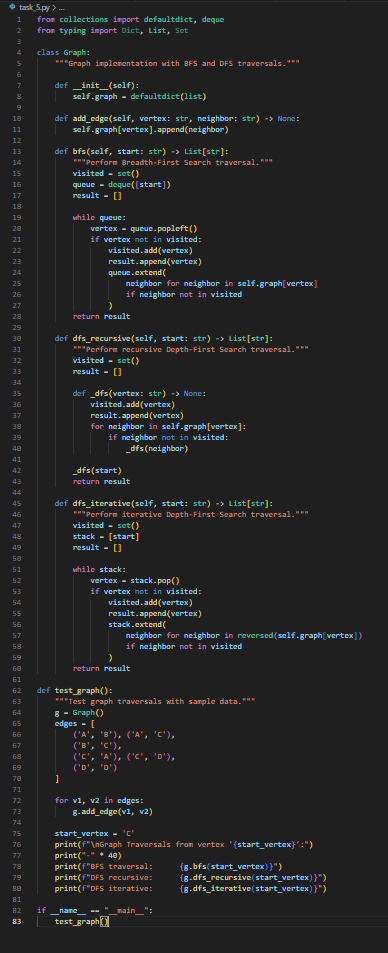 task_5.py > ...
1 from collections import defaultdict, deque
2 from typing import Dict, List, Set
3
4 class Graph:
5     """Graph implementation with BFS and DFS traversals."""
6
7     def __init__(self):
8         self.graph = defaultdict(list)
9
10     def add_edge(self, vertex: str, neighbor: str) -> None:
11         self.graph[vertex].append(neighbor)
12
13     def bfs(self, start: str) -> List[str]:
14         """Perform Breadth-First Search traversal."""
15         visited = set()
16         queue = deque([start])
17         result = []
18
19         while queue:
20             vertex = queue.popleft()
21             if vertex not in visited:
22                 visited.add(vertex)
23                 result.append(vertex)
24                 queue.extend(
25                     neighbor for neighbor in self.graph[vertex]
26                     if neighbor not in visited
27                 )
28         return result
29
30     def dfs_recursive(self, start: str) -> List[str]:
31         """Perform recursive Depth-First Search traversal."""
32         visited = set()
33         result = []
34
35         def _dfs(vertex: str) -> None:
36             visited.add(vertex)
37             result.append(vertex)
38             for neighbor in self.graph[vertex]:
39                 if neighbor not in visited:
40                     _dfs(neighbor)
41
42         _dfs(start)
43         return result
44
45     def dfs_iterative(self, start: str) -> List[str]:
46         """Perform iterative Depth-First Search traversal."""
47         visited = set()
48         stack = [start]
49         result = []
50
51         while stack:
52             vertex = stack.pop()
53             if vertex not in visited:
54                 visited.add(vertex)
55                 result.append(vertex)
56                 stack.extend(
57                     neighbor for neighbor in reversed(self.graph[vertex])
58                     if neighbor not in visited
59                 )
60         return result
61
62 def test_graph():
63     """Test graph traversals with sample data."""
64     g = Graph()
65     edges = [
66         ('A', 'B'), ('A', 'C'),
67         ('B', 'C'),
68         ('C', 'A'), ('C', 'D'),
69         ('D', 'D')
70     ]
71
72     for v1, v2 in edges:
73         g.add_edge(v1, v2)
74
75     start_vertex = 'C'
76     print(f"\nGraph Traversals from vertex '{start_vertex}':")
77     print("-" * 40)
78     print(f"BFS traversal:      {g.bfs(start_vertex)}")
79     print(f"DFS recursive:      {g.dfs_recursive(start_vertex)}")
80     print(f"DFS iterative:      {g.dfs_iterative(start_vertex)}")
81
82 if __name__ == "__main__":
83     test_graph()